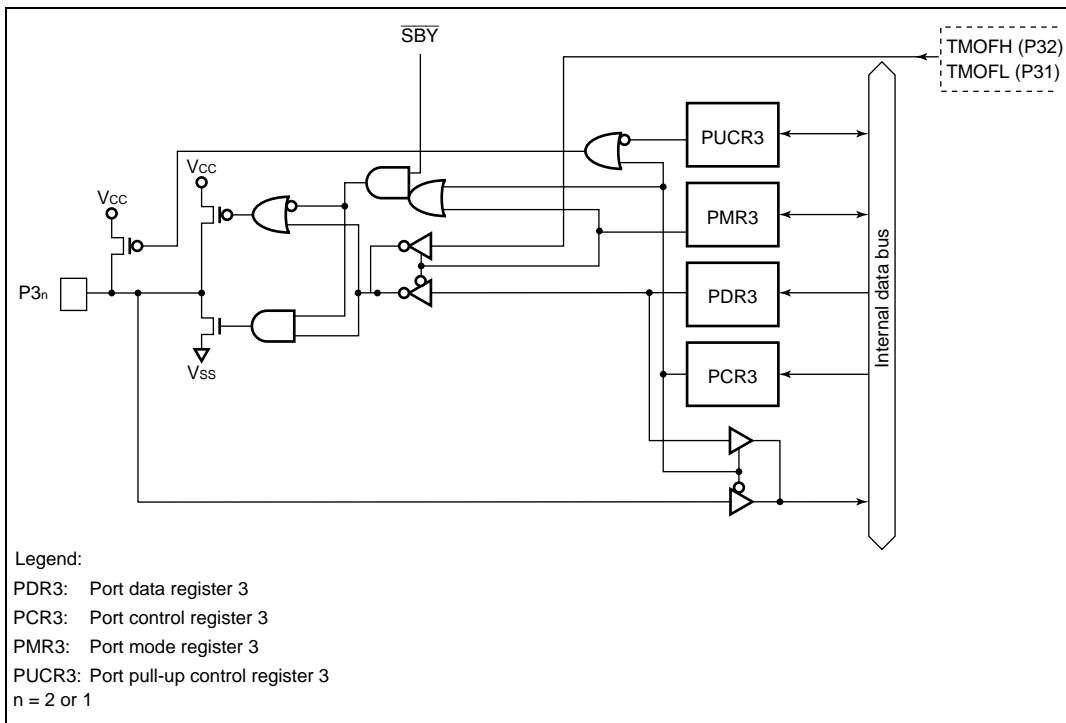 SBY
TMOFH (P32)
TMOFL (P31)
PUCR3
VCC
VCC
PMR3
P3n
PDR3
VSS
PCR3
Internal data bus
Legend:
PDR3: Port data register 3
PCR3: Port control register 3
PMR3: Port mode register 3
PUCR3: Port pull-up control register 3
n = 2 or 1